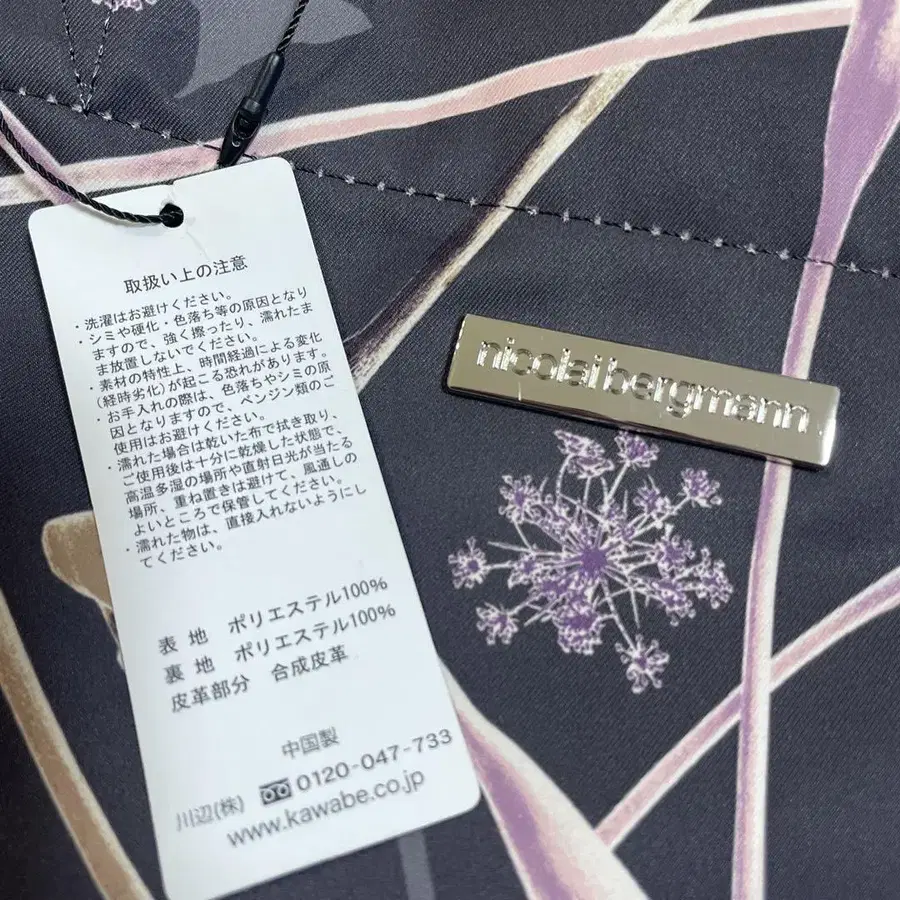 取扱い上の注意
・洗濯はお避けください。
・シミや硬化・色落ち等の原因となり
ますので、強く擦ったり、濡れたま
ま放置しないでください。
・素材の特性上、時間経過による変化
(経時劣化)が起こる恐れがあります。
・お手入れの際は、色落ちやシミの原
因となりますので、ベンジン類のご
使用はお避けください。
・濡れた場合は乾いた布で拭き取り、
ご使用後は十分に乾燥した状態で、
高温多湿の場所や直射日光が当たる
場所、重ね置きは避けて、風通しの
よいところで保管してください。
・濡れた物は、直接入れないようにし
てください。
表 地 ポリエステル100%
裏 地 ポリエステル100%
皮革部分 合成皮革
中国製
川辺(株) 0120-047-733
www.kawabe.co.jp
nicolai bergmann